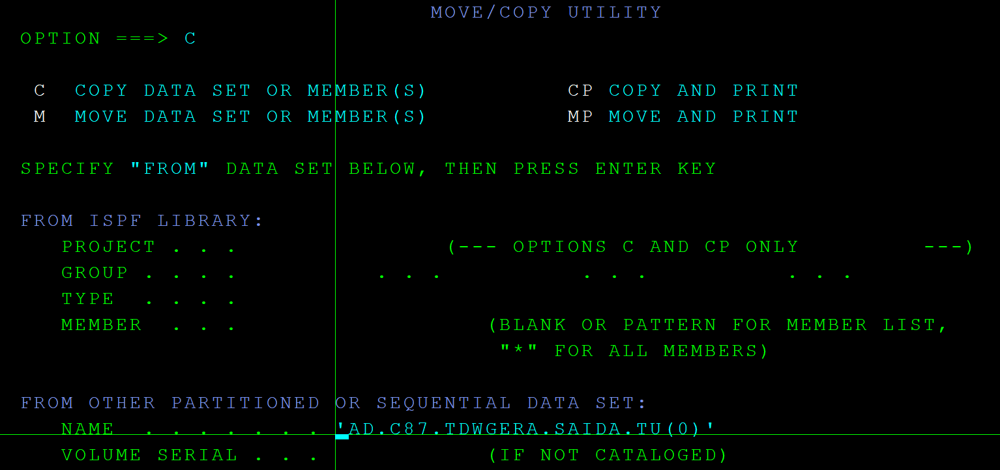 MOVE/COPY UTILITY
OPTION ===> C
C COPY DATA SET OR MEMBER(S) CP COPY AND PRINT
M MOVE DATA SET OR MEMBER(S) MP MOVE AND PRINT
SPECIFY "FROM" DATA SET BELOW, THEN PRESS ENTER KEY
FROM ISPF LIBRARY:
PROJECT . . . (--- OPTIONS C AND CP ONLY ---)
GROUP . . . . . . . . . . . . .
TYPE . . . .
MEMBER . . . (BLANK OR PATTERN FOR MEMBER LIST,
"*" FOR ALL MEMBERS)
FROM OTHER PARTITIONED OR SEQUENTIAL DATA SET:
NAME . . . . . . . 'AD.C87.TDWGERA.SAIDA.TU(0)'
VOLUME SERIAL . . . (IF NOT CATALOGED)